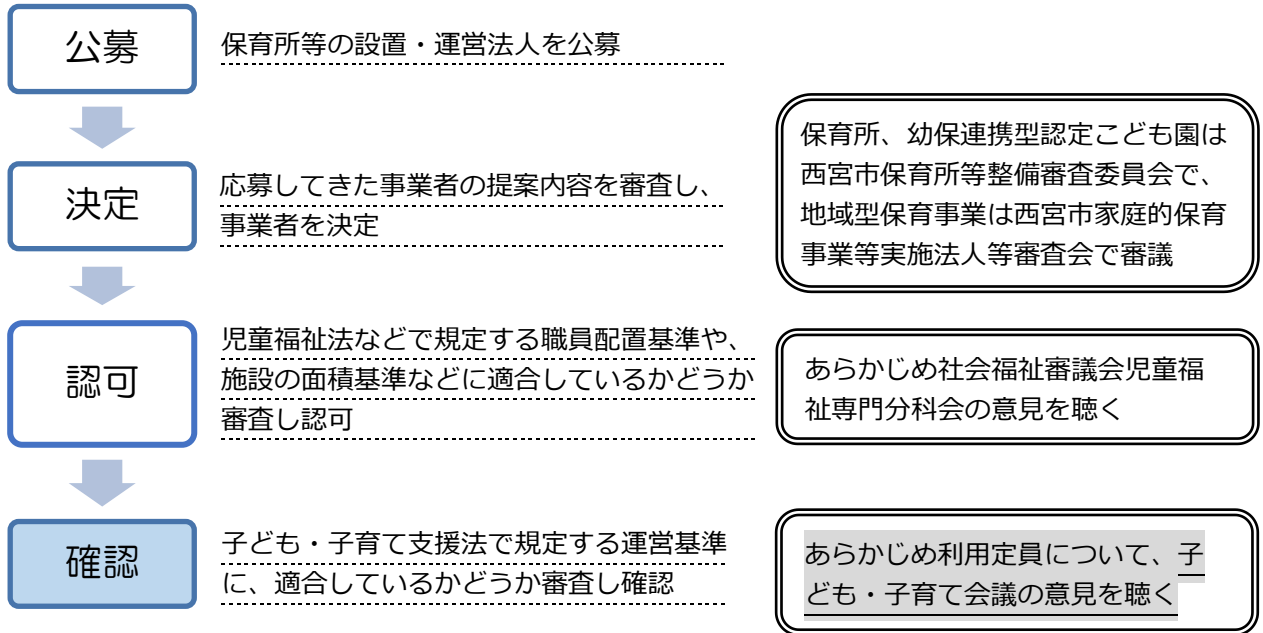 公募
保育所等の設置・運営法人を公募
決定
応募してきた事業者の提案内容を審査し、
事業者を決定
保育所、幼保連携型認定こども園は
西宮市保育所等整備審査委員会で、
地域型保育事業は西宮市家庭的保育
事業等実施法人等審査会で審議
認可
児童福祉法などで規定する職員配置基準や、
施設の面積基準などに適合しているかどうか
審査し認可
あらかじめ社会福祉審議会児童福
祉専門分科会の意見を聴く
確認
子ども・子育て支援法で規定する運営基準
に、適合しているかどうか審査し確認
あらかじめ利用定員について、子
ども・子育て会議の意見を聴く